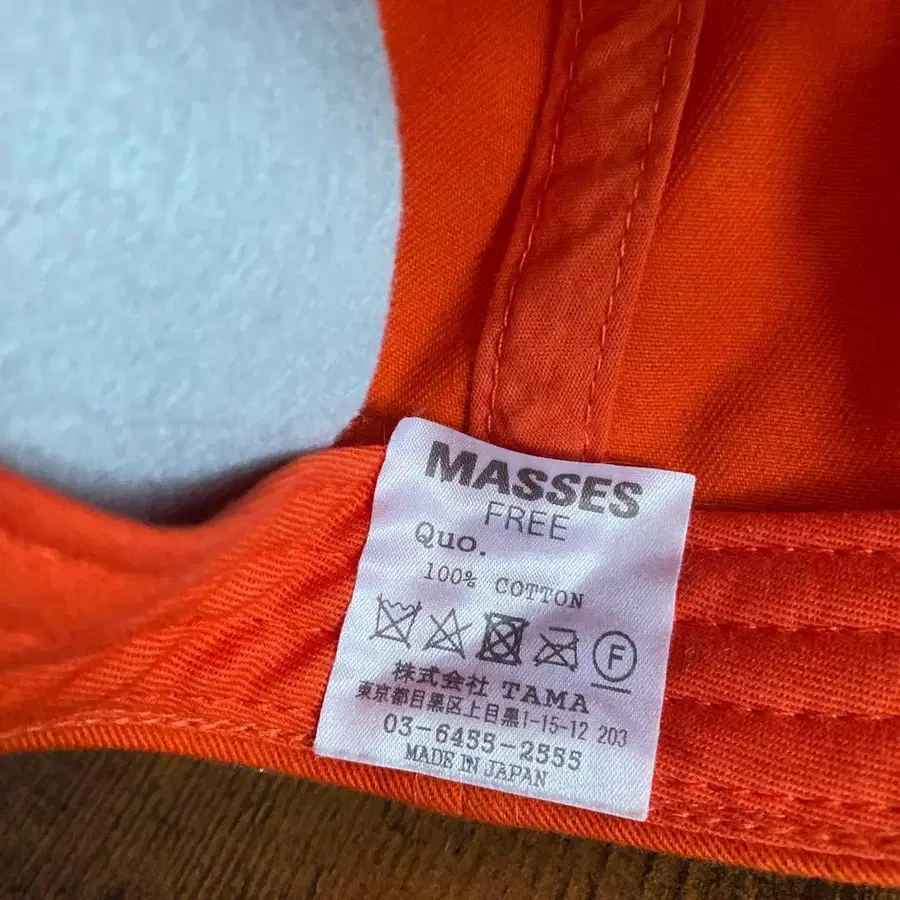 MASSES
FREE
Quo.
100% COTTON
F
株式会社 TAMA
東京都目黒区上目黒1-15-12 203
03-6455-2555
MADE IN JAPAN